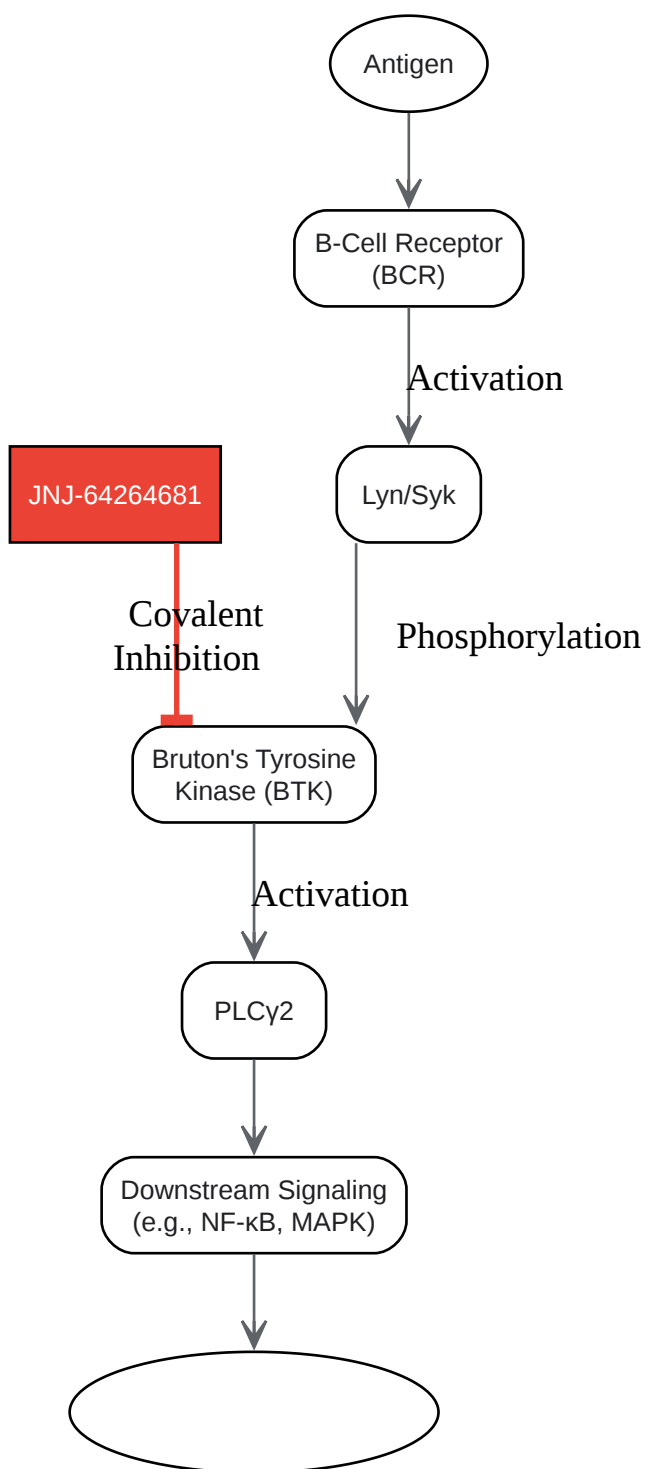 Antigen
B-Cell Receptor
(BCR)
Activation
JNJ-64264681
Lyn/Syk
Covalent
Inhibition
Phosphorylation
Bruton's Tyrosine
Kinase (BTK)
Activation
PLCγ2
Downstream Signaling
(e.g., NF-κB, MAPK)